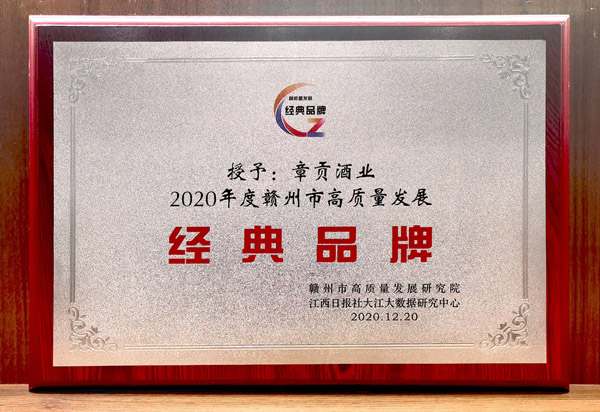 高质量发展
经典品牌
GZ
授予：章贡酒业
2020年度赣州市高质量发展
经典品牌
赣州市高质量发展研究院
江西日报社大江大数据研究中心
2020.12.20